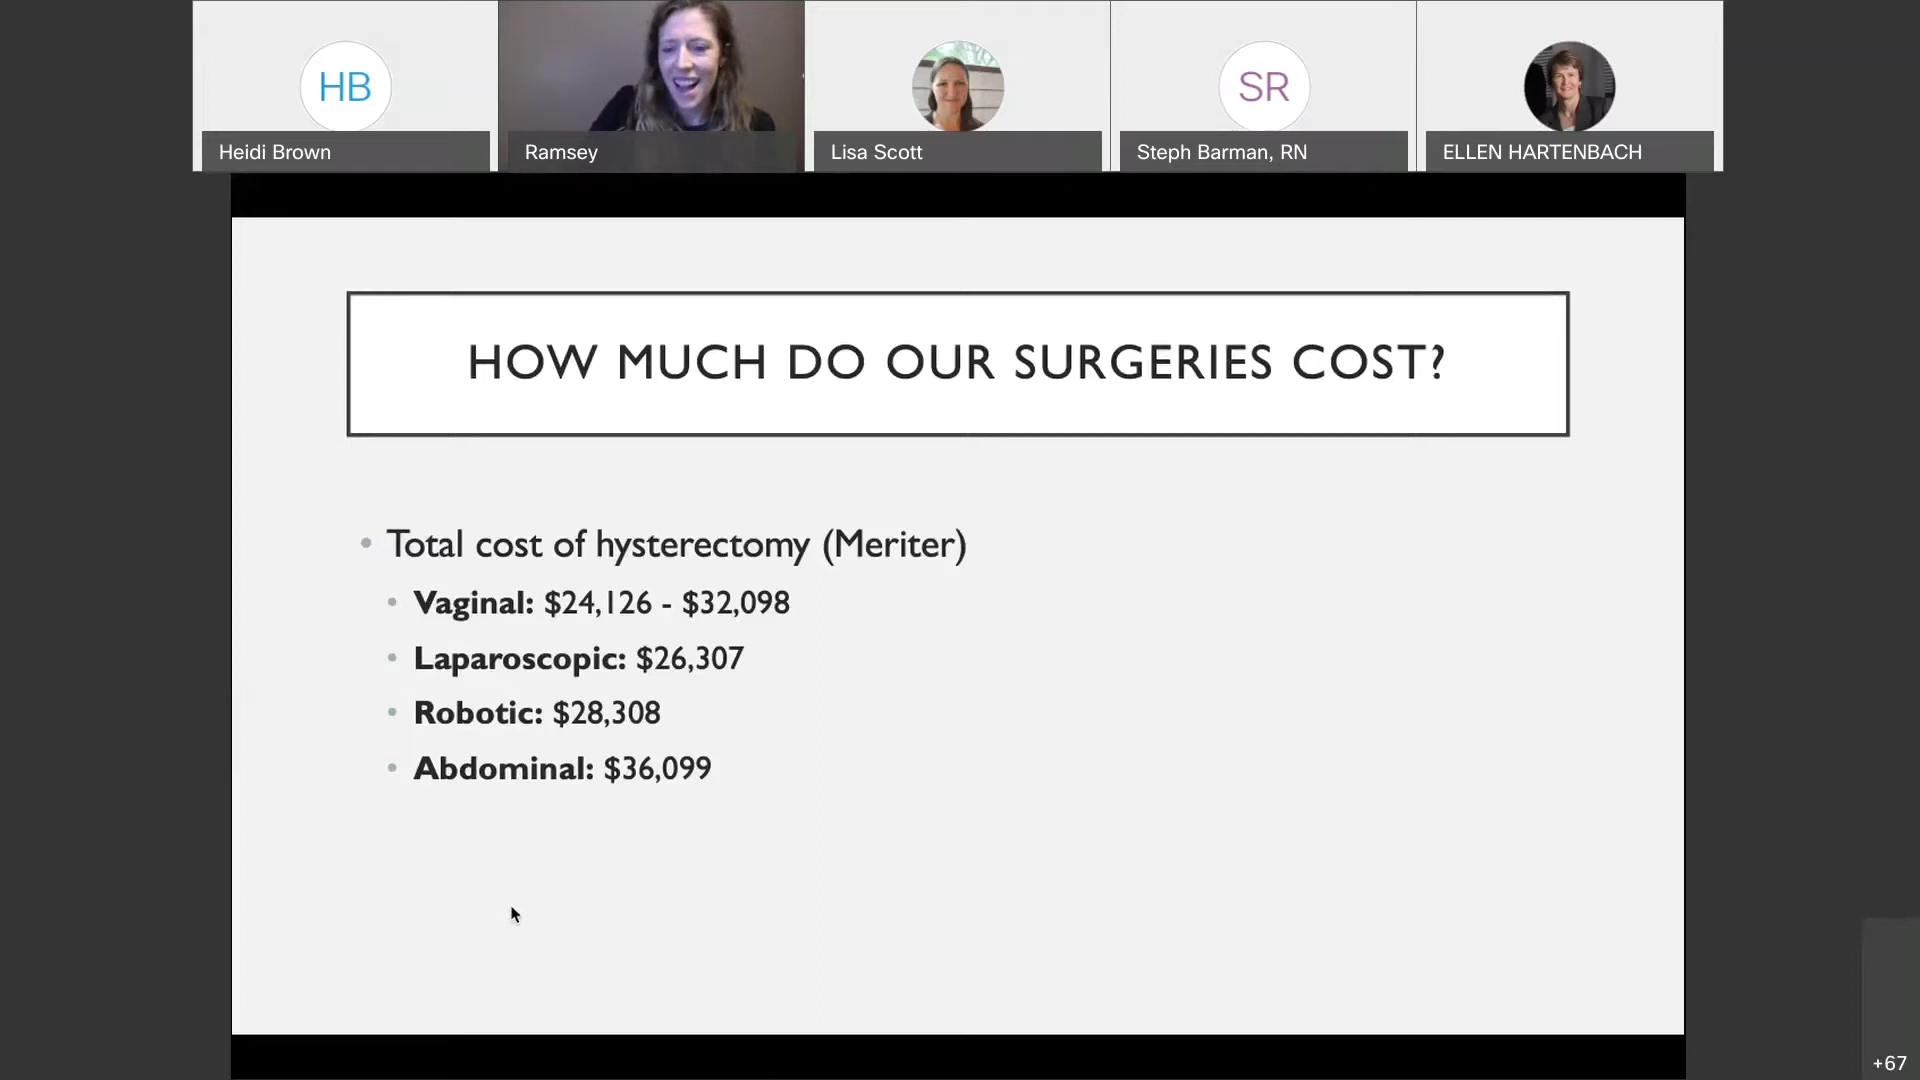 HB
SR
Heidi Brown
Ramsey
Lisa Scott
Steph Barman, RN
ELLEN HARTENBACH
HOW MUCH DO OUR SURGERIES COST?
• Total cost of hysterectomy (Meriter)
• Vaginal: $24,126 - $32,098
• Laparoscopic: $26,307
• Robotic: $28,308
• Abdominal: $36,099
+67